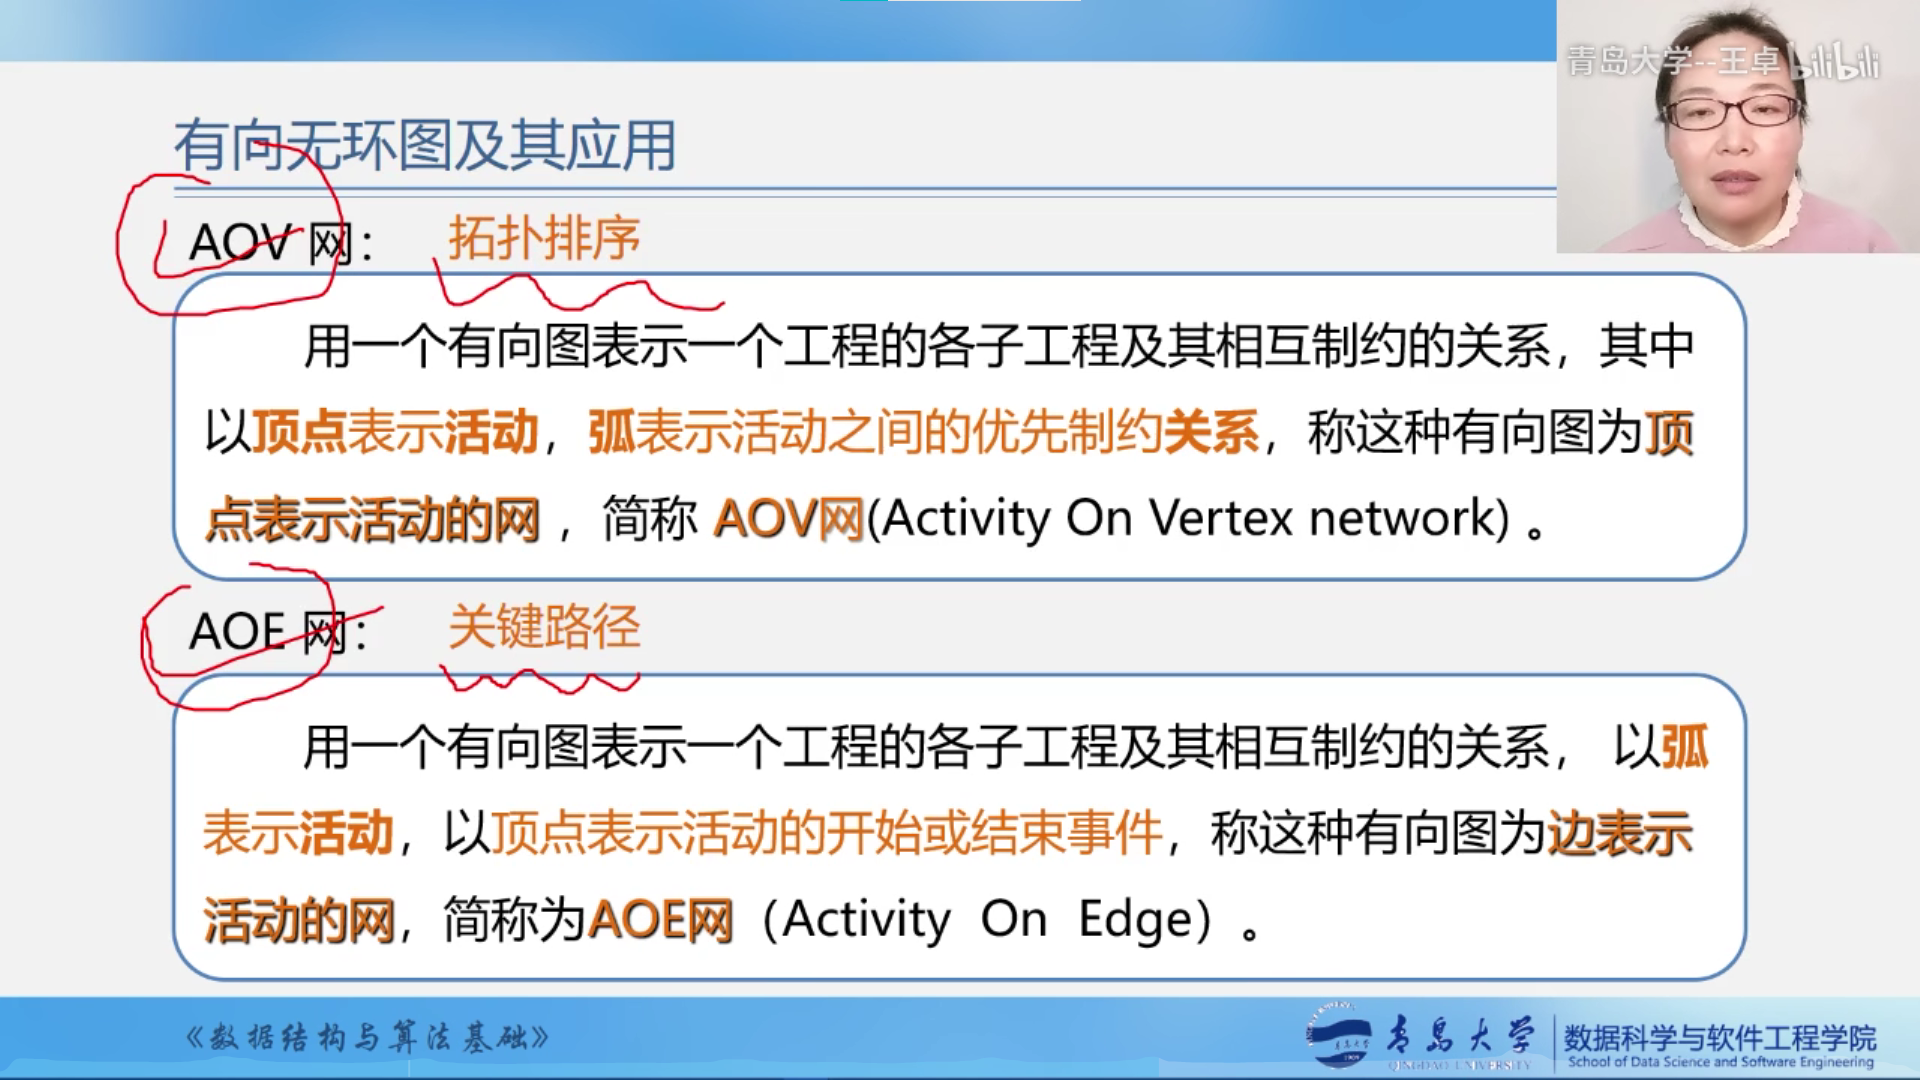 青岛大学--王卓 bilibili
有向无环图及其应用
AOV 网： 拓扑排序
用一个有向图表示一个工程的各子工程及其相互制约的关系，其中
以顶点表示活动，弧表示活动之间的优先制约关系，称这种有向图为顶
点表示活动的网 ，简称 AOV网(Activity On Vertex network) 。
AOE 网： 关键路径
用一个有向图表示一个工程的各子工程及其相互制约的关系， 以弧
表示活动，以顶点表示活动的开始或结束事件，称这种有向图为边表示
活动的网，简称为AOE网（Activity On Edge）。
《数据结构与算法基础》
青岛大学
QINGDAO UNIVERSITY
数据科学与软件工程学院
School of Data Science and Software Engineering